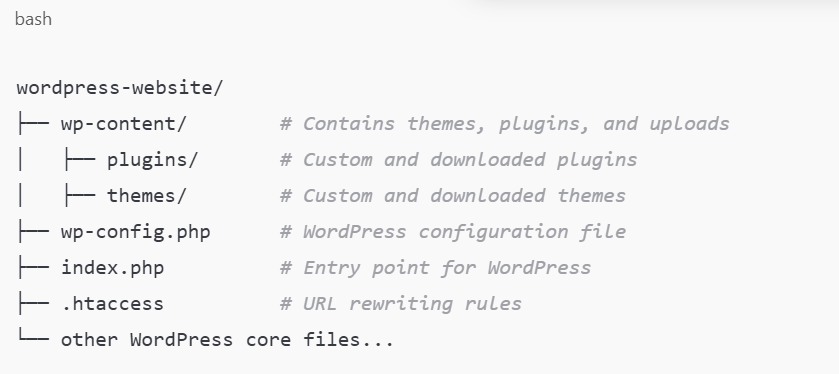 bash
wordpress-website/
├── wp-content/          # Contains themes, plugins, and uploads
│   ├── plugins/       # Custom and downloaded plugins
│   ├── themes/        # Custom and downloaded themes
├── wp-config.php      # WordPress configuration file
├── index.php          # Entry point for WordPress
├── .htaccess          # URL rewriting rules
└── other WordPress core files...